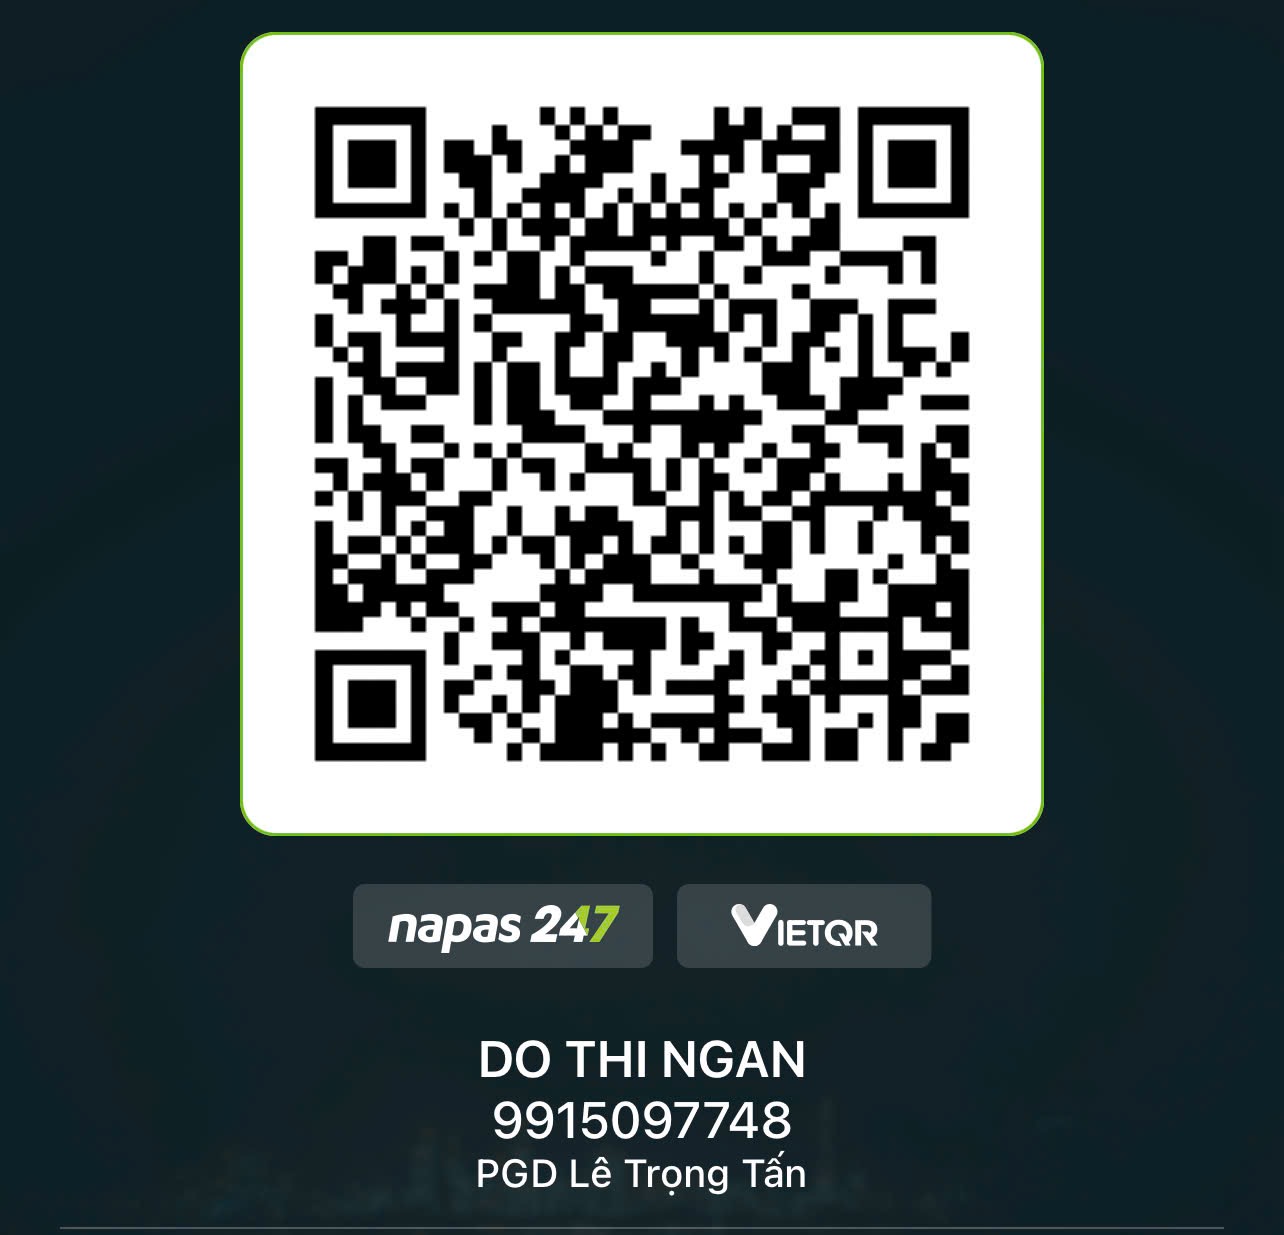 napas 247
VIETQR
DO THI NGAN
9915097748
PGD Lê Trọng Tấn